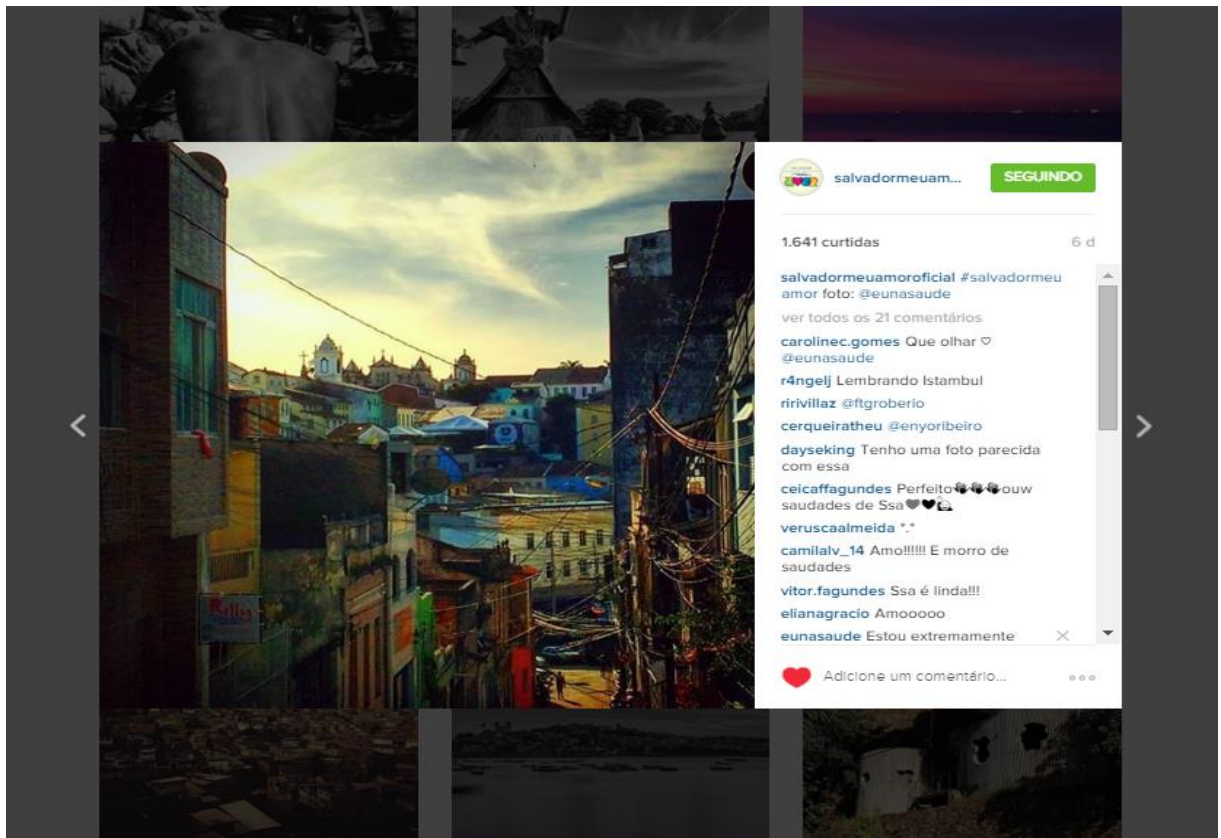 salvadormeuam...
SEGUINDO
1.641 curtidas
6 d
salvadormeuamoroficial #salvadormeu
amor foto: @eunasaude
ver todos os 21 comentários
carolinec.gomes Que olhar ♡
@eunasaude
r4ngelj Lembrando Istambul
ririvillaz @ftgroberio
cerqueiratheu @enyoribeiro
dayseking Tenho uma foto parecida
com essa
ceicaffagundes Perfeito👏👏👏ouw
saudades de Ssa
veruscaalmeida *.*
camilalv_14 Amo!!!!!! E morro de
saudades
vitor.fagundes Ssa é linda!!!
elianagracio Amooooo
eunasaude Estou extremamente
Adicione um comentário...
Kellys